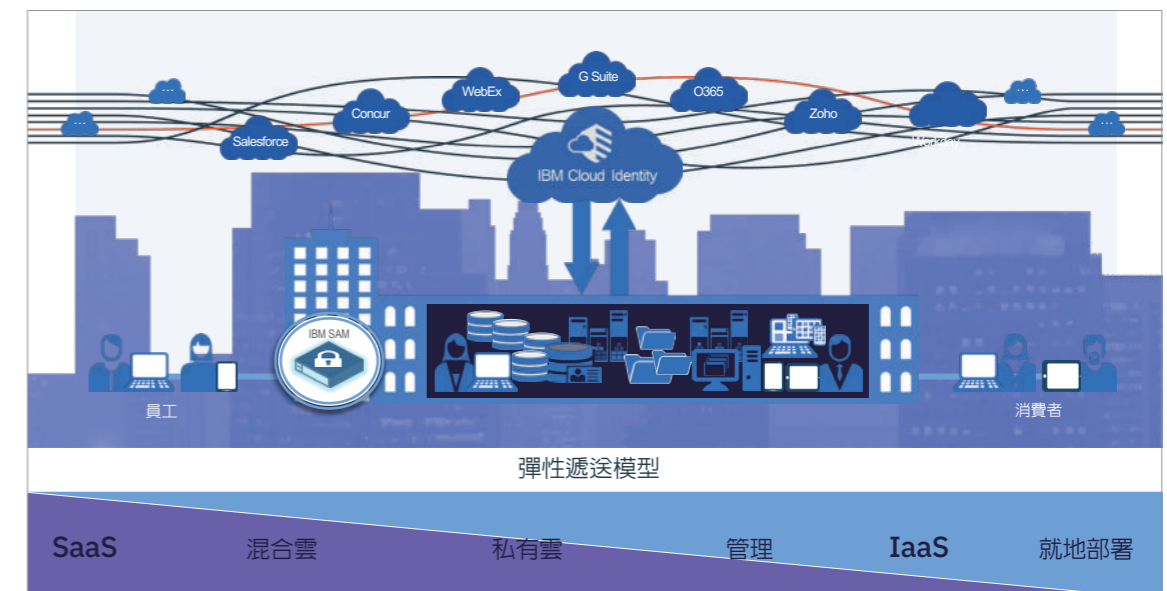 ...
...
Salesforce
Concur
WebEx
G Suite
O365
Zoho
Workday
...
...
IBM Cloud Identity
IBM SAM
員工
消費者
彈性遞送模型
SaaS
混合雲
私有雲
管理
IaaS
就地部署